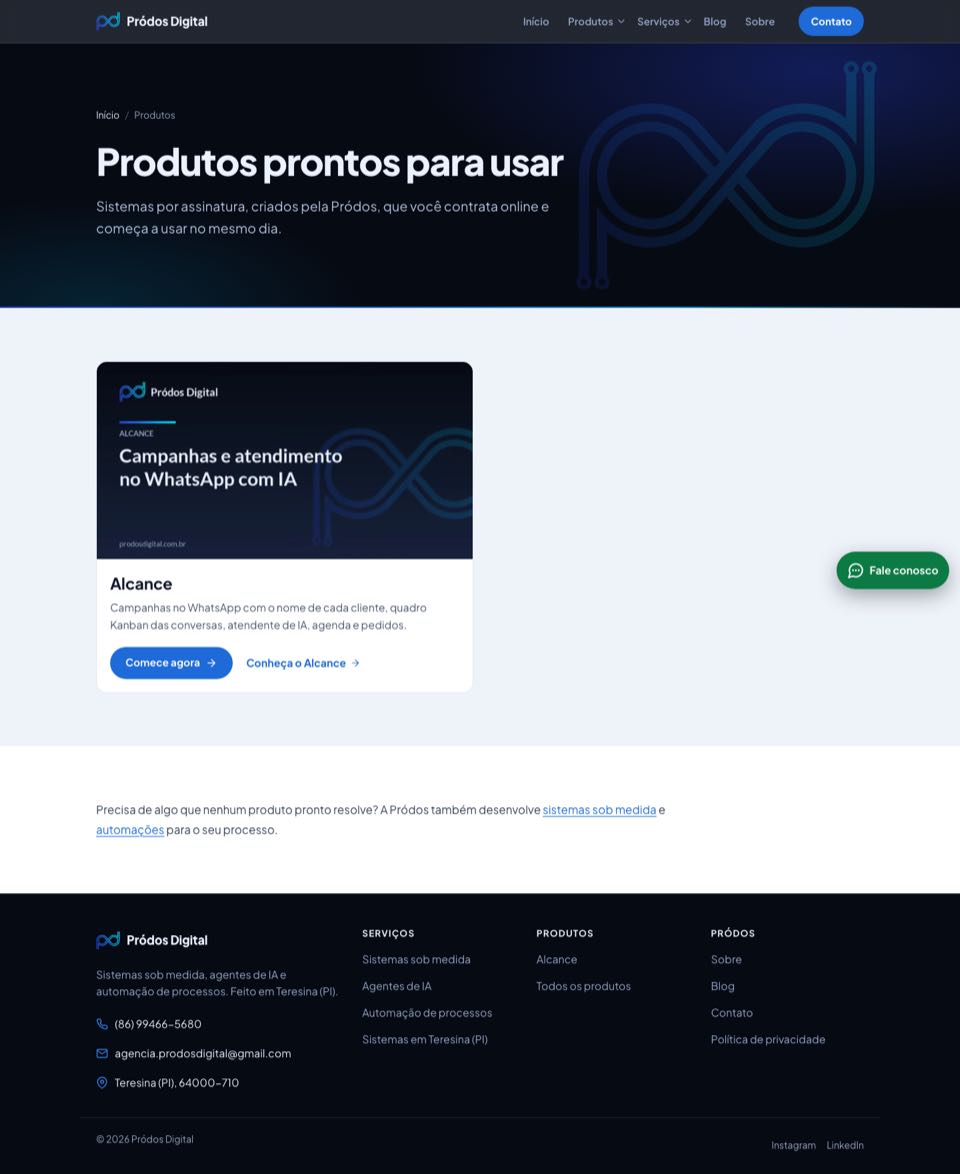 Pródos Digital
Início Produtos Serviços Blog Sobre Contato
Início / Produtos
Produtos prontos para usar
Sistemas por assinatura, criados pela Pródos, que você contrata online e
começa a usar no mesmo dia.
Pródos Digital
ALCANCE
Campanhas e atendimento
no WhatsApp com IA
prodosdigital.com.br
Alcance
Campanhas no WhatsApp com o nome de cada cliente, quadro
Kanban das conversas, atendente de IA, agenda e pedidos.
Comece agora → Conheça o Alcance →
Fale conosco
Precisa de algo que nenhum produto pronto resolve? A Pródos também desenvolve sistemas sob medida e
automações para o seu processo.
Pródos Digital
Sistemas sob medida, agentes de IA e
automação de processos. Feito em Teresina (PI).
(86) 99466-5680
agencia.prodosdigital@gmail.com
Teresina (PI), 64000-710
SERVIÇOS
Sistemas sob medida
Agentes de IA
Automação de processos
Sistemas em Teresina (PI)
PRODUTOS
Alcance
Todos os produtos
PRÓDOS
Sobre
Blog
Contato
Política de privacidade
© 2026 Pródos Digital
Instagram LinkedIn